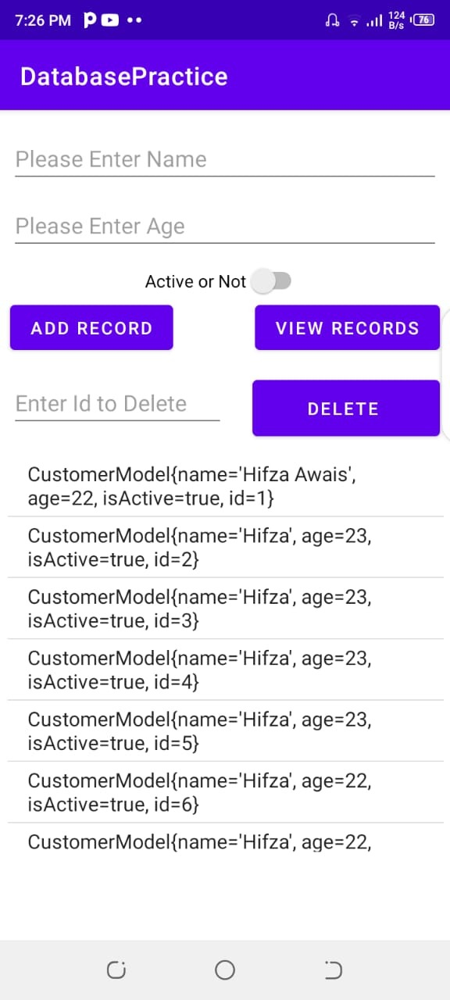 7:26 PM
124
B/s
76
DatabasePractice
Please Enter Name
Please Enter Age
Active or Not
ADD RECORD
VIEW RECORDS
Enter Id to Delete
DELETE
CustomerModel{name='Hifza Awais',
age=22, isActive=true, id=1}
CustomerModel{name='Hifza', age=23,
isActive=true, id=2}
CustomerModel{name='Hifza', age=23,
isActive=true, id=3}
CustomerModel{name='Hifza', age=23,
isActive=true, id=4}
CustomerModel{name='Hifza', age=23,
isActive=true, id=5}
CustomerModel{name='Hifza', age=22,
isActive=true, id=6}
CustomerModel{name='Hifza', age=22,